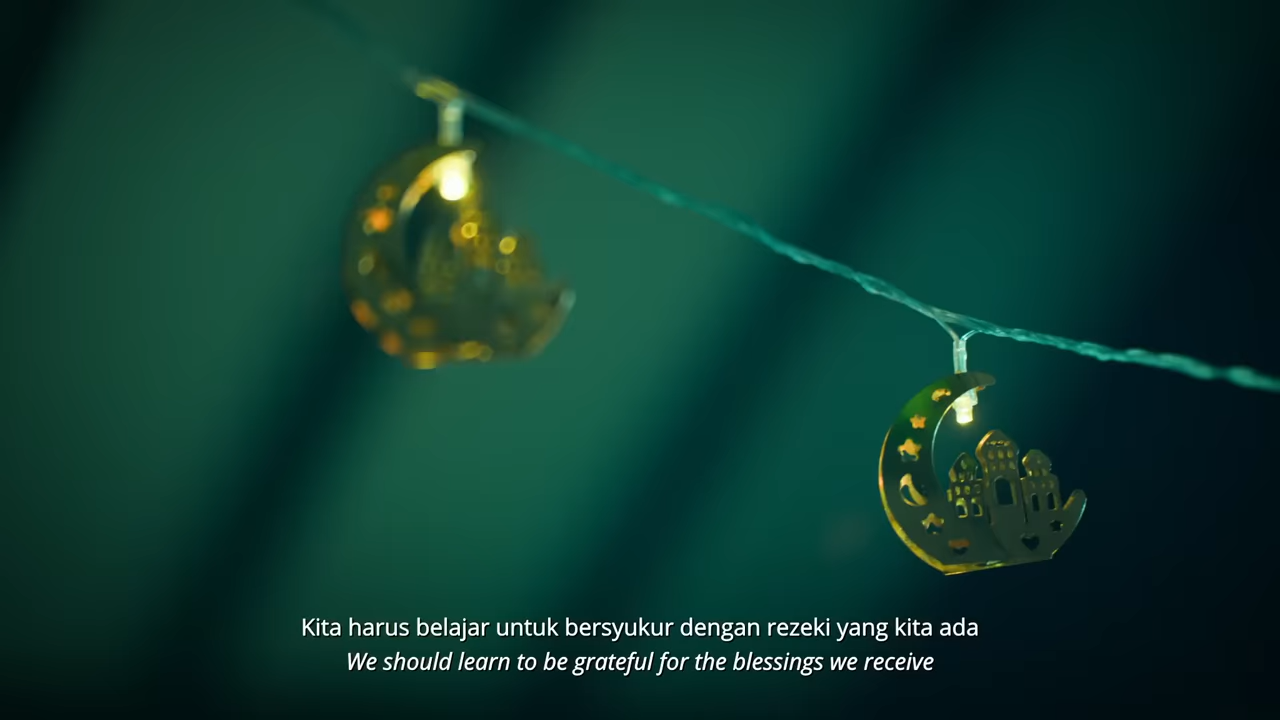 Kita harus belajar untuk bersyukur dengan rezeki yang kita ada
We should learn to be grateful for the blessings we receive